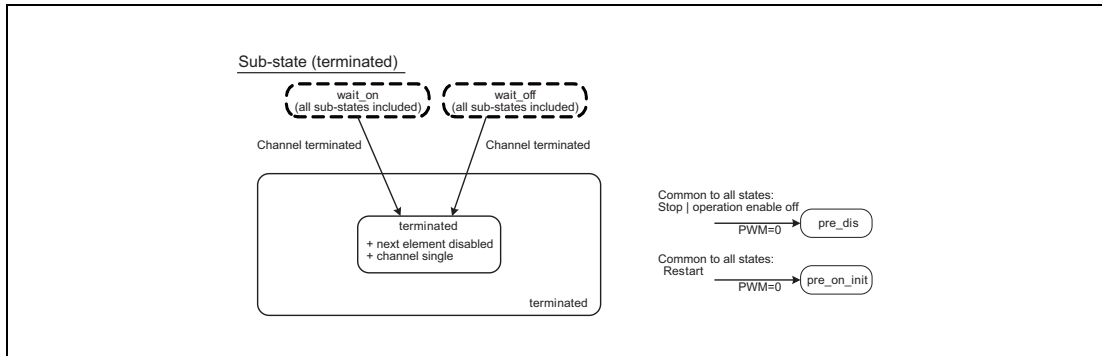 Sub-state (terminated)
wait_on
(all sub-states included)
wait_off
(all sub-states included)
Channel terminated
Channel terminated
terminated
+ next element disabled
+ channel single
terminated
Common to all states:
Stop | operation enable off
PWM=0
pre_dis
Common to all states:
Restart
PWM=0
pre_on_init